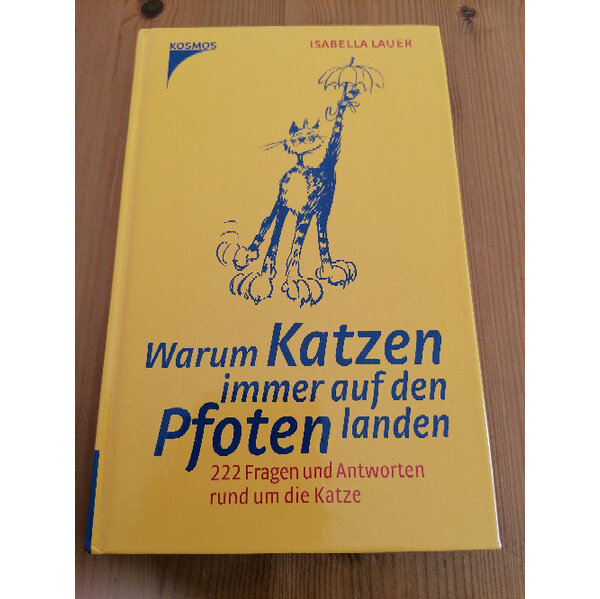 KOSMOS
ISABELLA LAUER
Warum Katzen
immer auf den
Pfoten landen
222 Fragen und Antworten
rund um die Katze